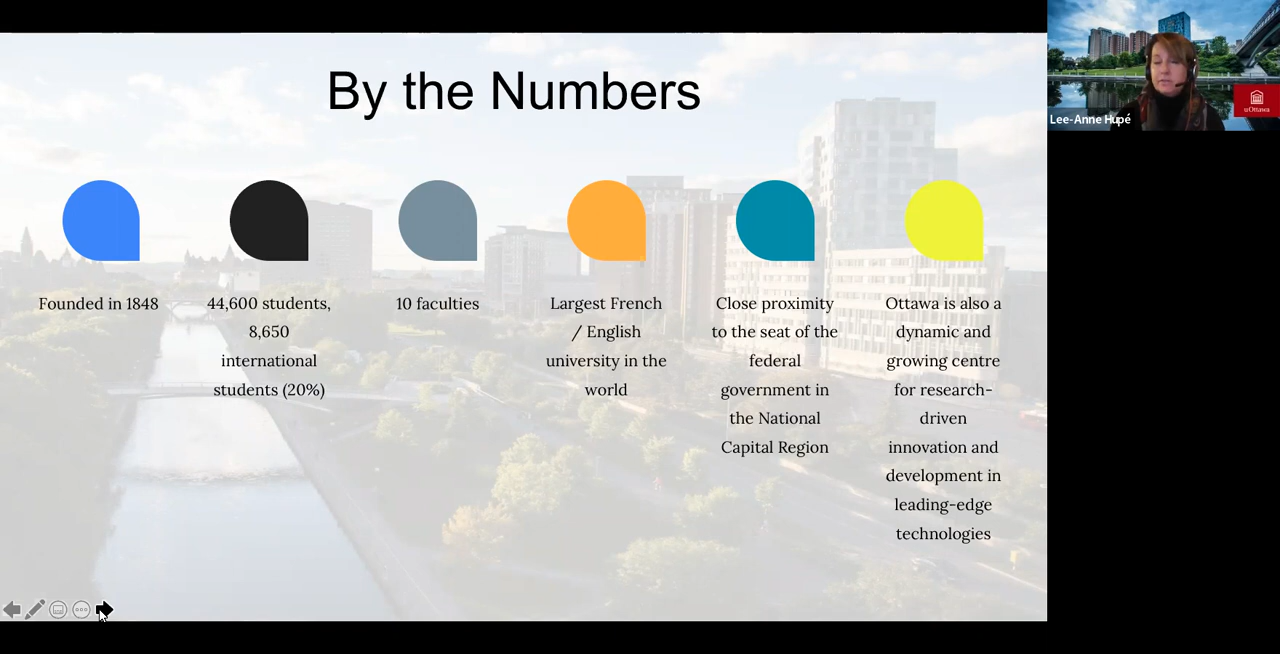 By the Numbers
Founded in 1848
44,600 students,
8,650
international
students (20%)
10 faculties
Largest French
/ English
university in the
world
Close proximity
to the seat of the
federal
government in
the National
Capital Region
Ottawa is also a
dynamic and
growing centre
for research-
driven
innovation and
development in
leading-edge
technologies
uOttawa
Lee-Anne Hupé